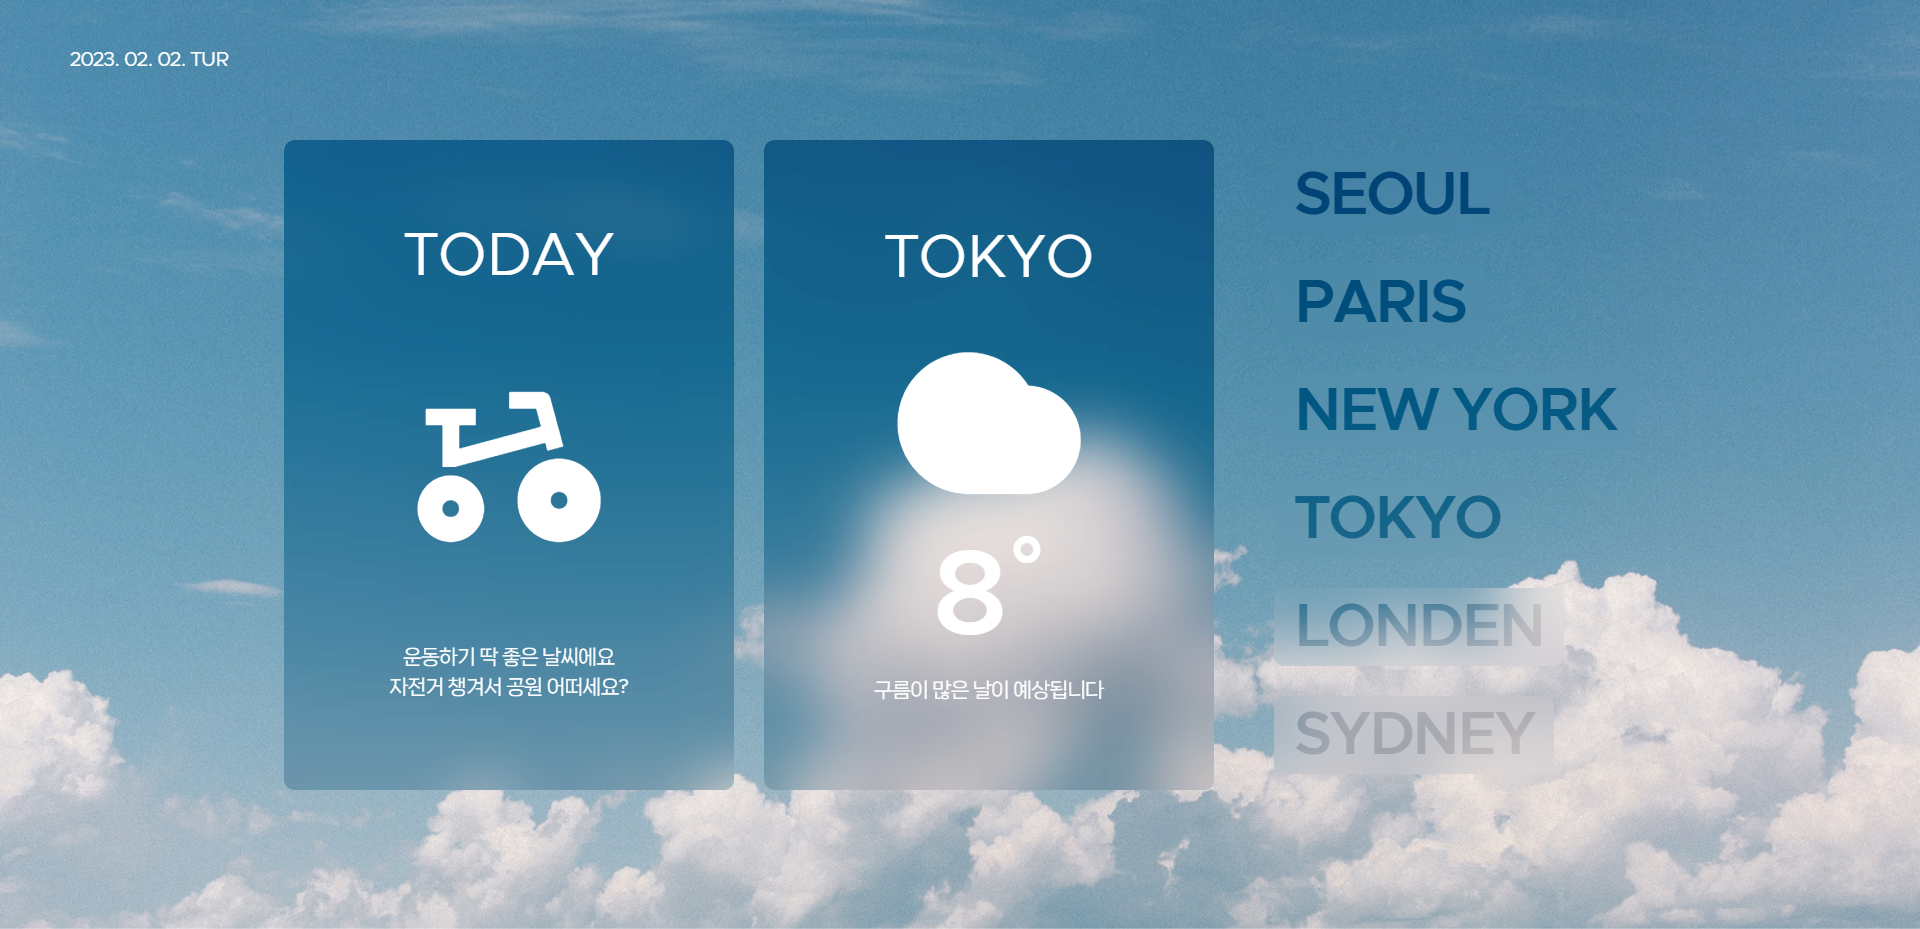 2023. 02. 02. TUR
TODAY
운동하기 딱 좋은 날씨에요
자전거 챙겨서 공원 어떠세요?
TOKYO
8°
구름이 많은 날이 예상됩니다
SEOUL
PARIS
NEW YORK
TOKYO
LONDEN
SYDNEY